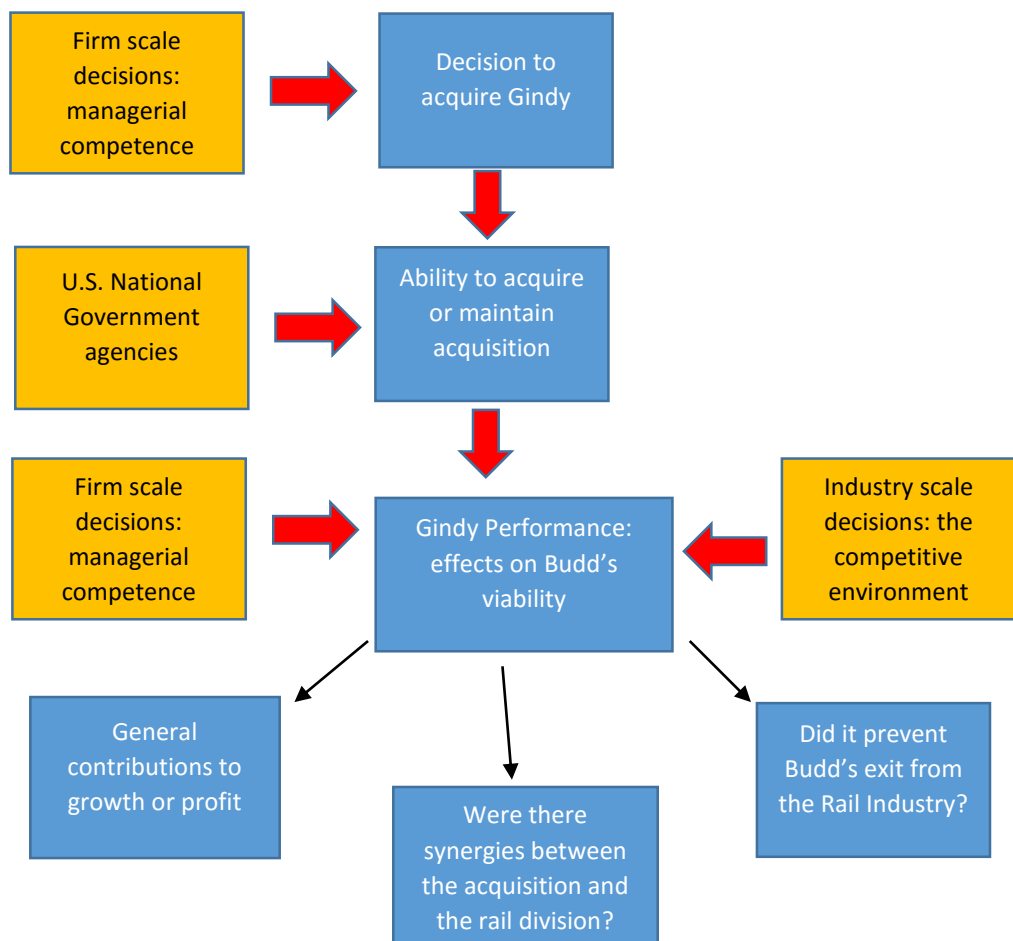 Firm scale
decisions:
managerial
competence
Decision to
acquire Gindy
U.S. National
Government
agencies
Ability to acquire
or maintain
acquisition
Firm scale
decisions:
managerial
competence
Gindy Performance:
effects on Budd’s
viability
Industry scale
decisions: the
competitive
environment
General
contributions to
growth or profit
Were there
synergies between
the acquisition and
the rail division?
Did it prevent
Budd’s exit from
the Rail Industry?